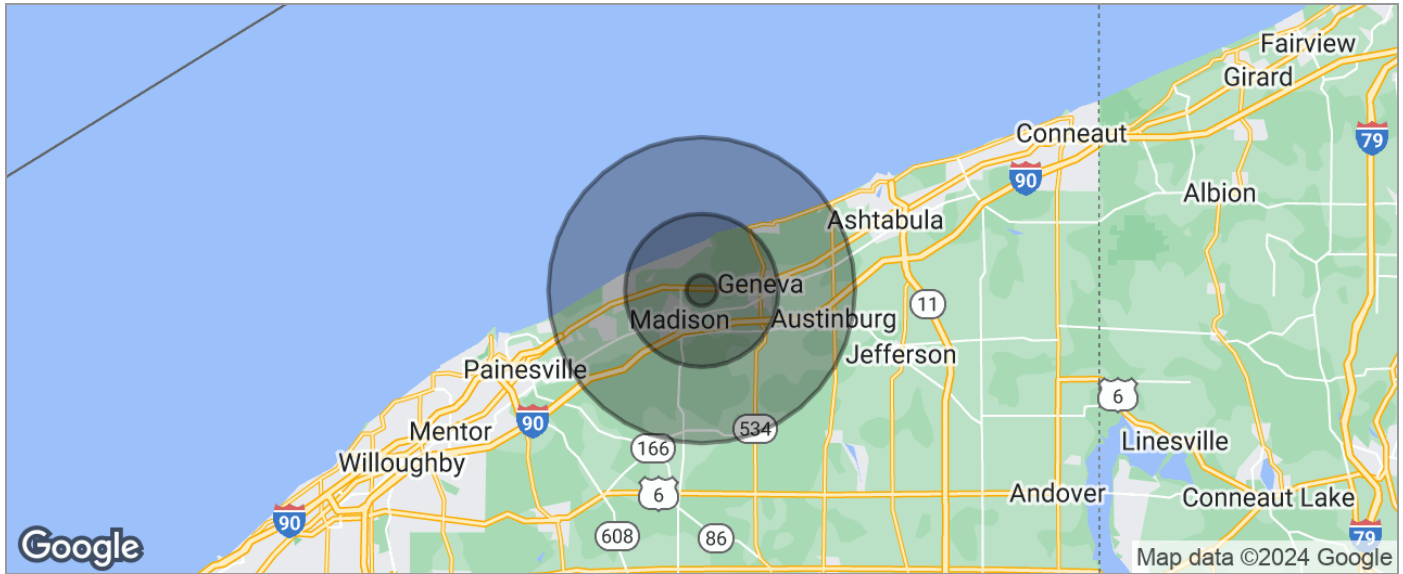 Fairview
Girard
79
Conneaut
90
Albion
Ashtabula
Geneva
11
Madison
Austinburg
Jefferson
Painesville
6
90
534
Mentor
166
Linesville
Willoughby
6
Andover
Conneaut Lake
90
608
86
79
Google
Map data ©2024 Google